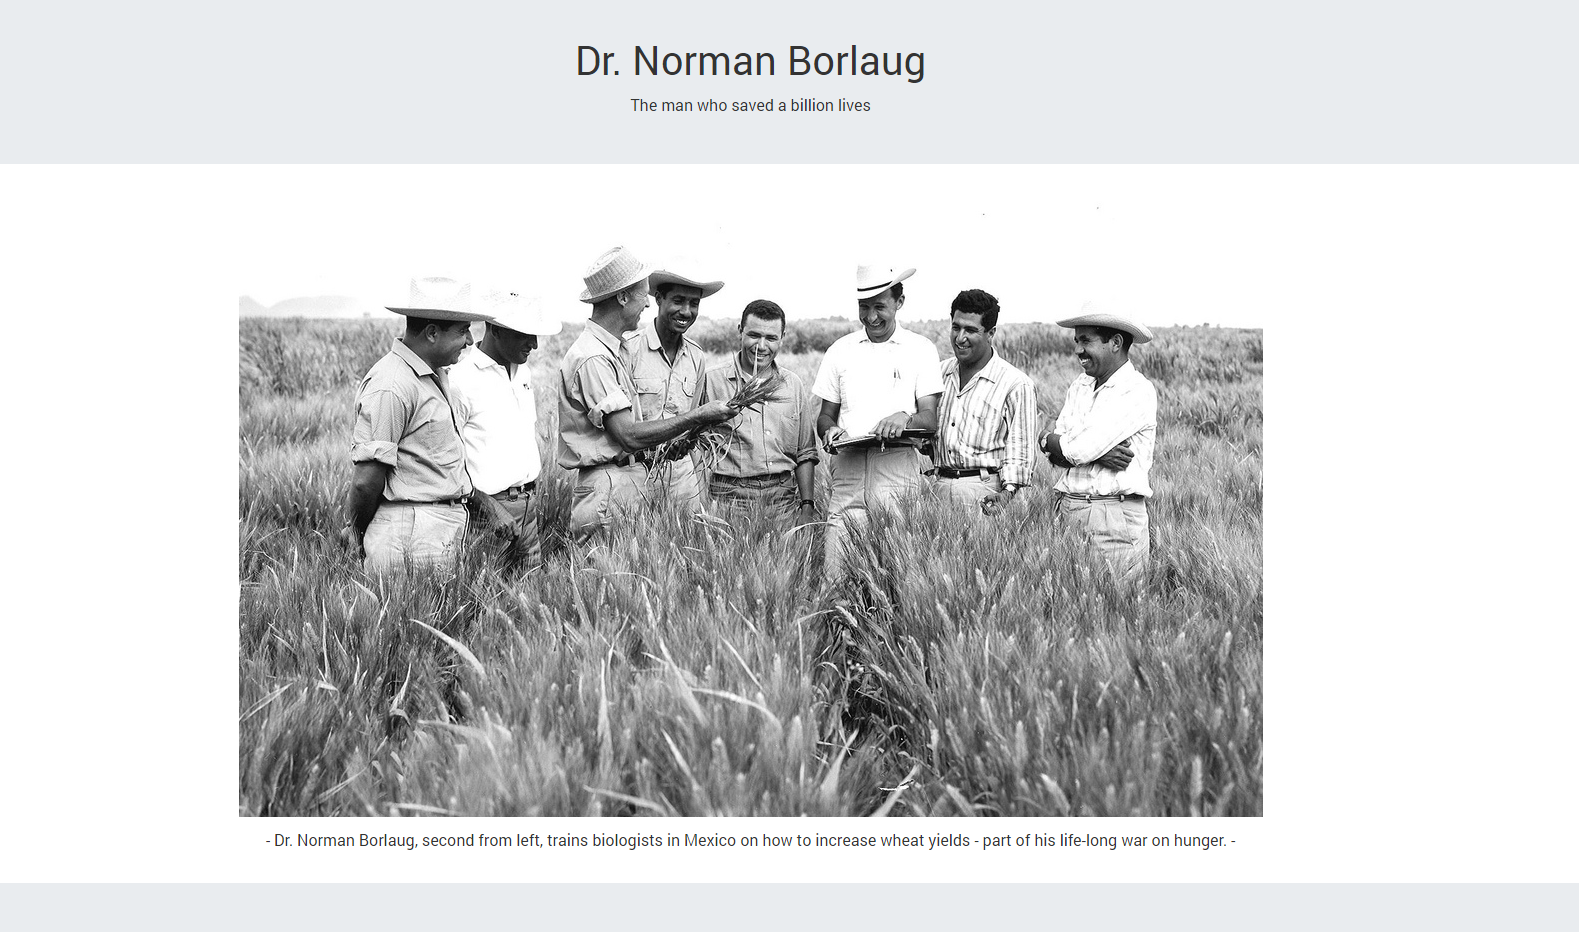 Dr. Norman Borlaug
The man who saved a billion lives
- Dr. Norman Borlaug, second from left, trains biologists in Mexico on how to increase wheat yields - part of his life-long war on hunger. -